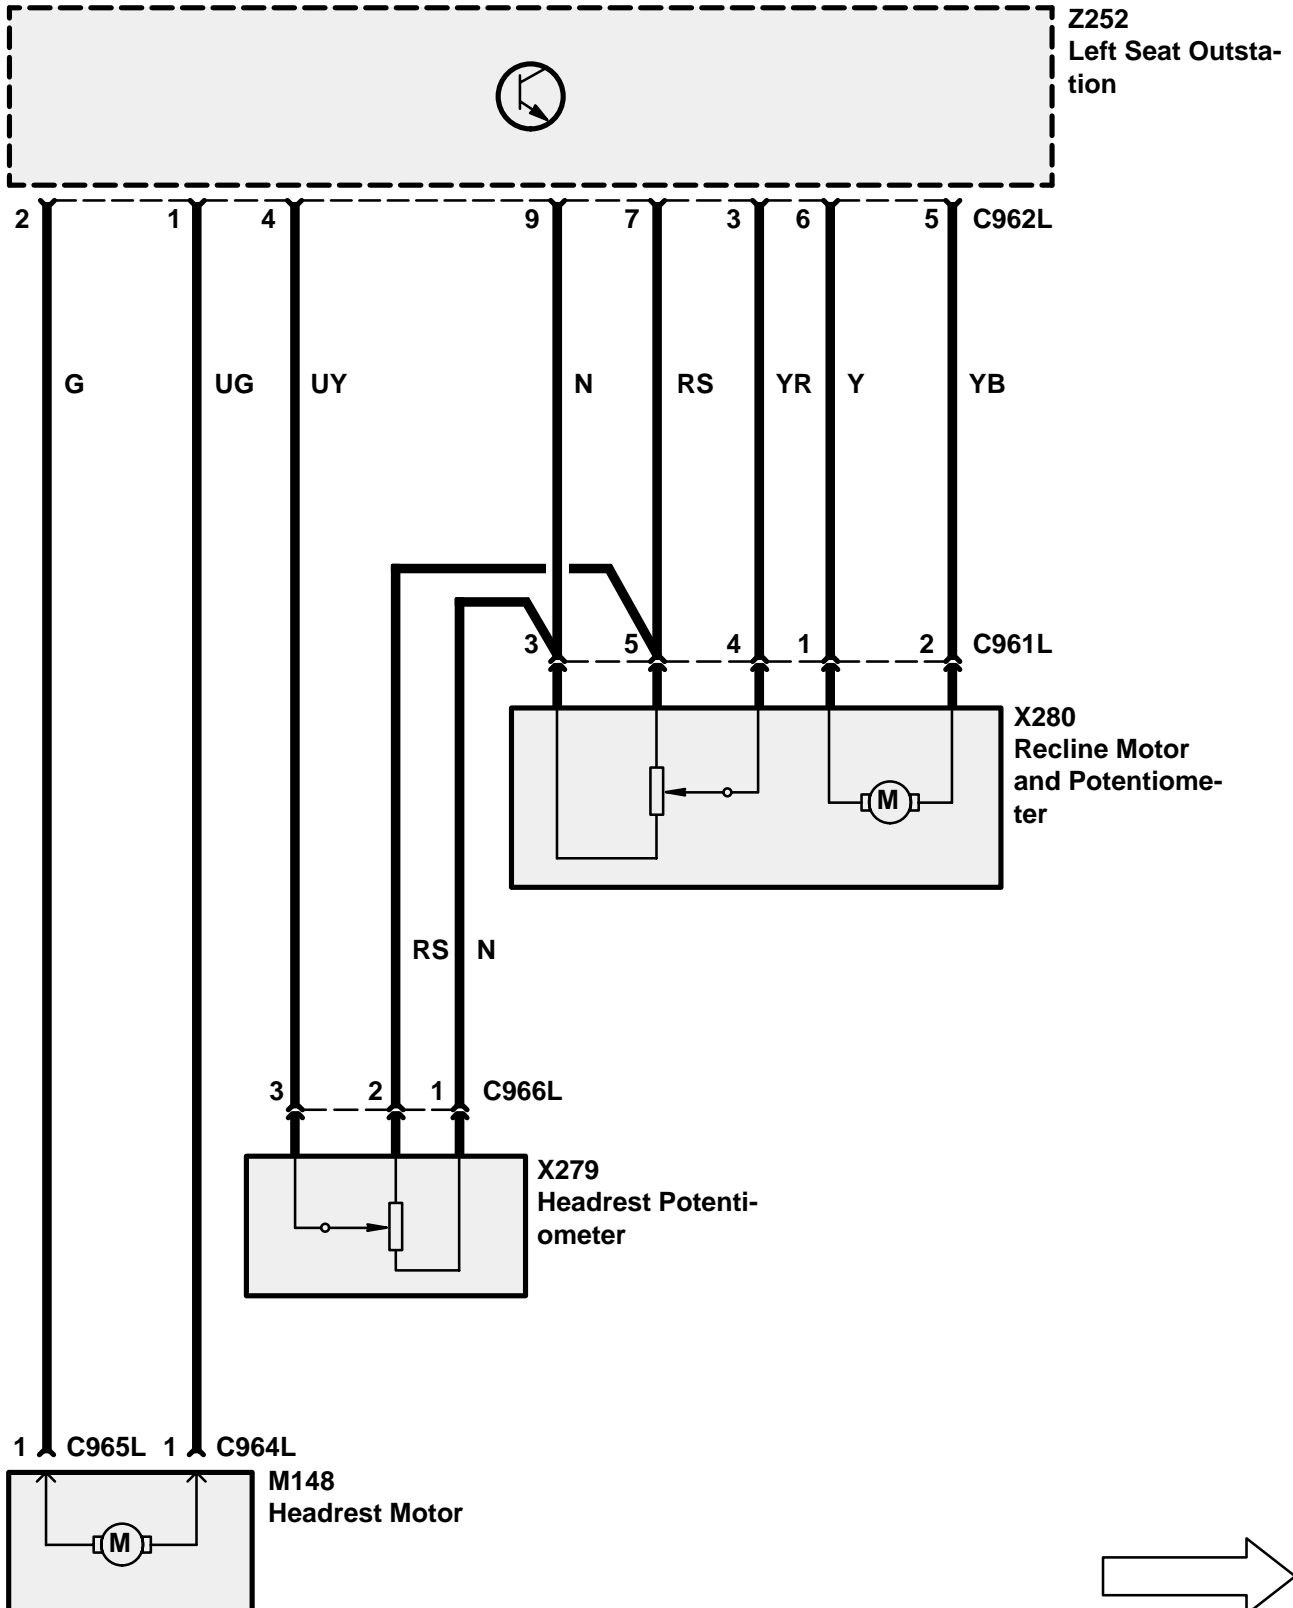 Z252
Left Seat Outsta-
tion
2 1 4 9 7 3 6 5 C962L
G UG UY N RS YR Y YB
3 5 4 1 2 C961L
X280
Recline Motor
and Potentiome-
ter
M
RS N
3 2 1 C966L
X279
Headrest Potenti-
ometer
1 C965L 1 C964L
M148
Headrest Motor
M